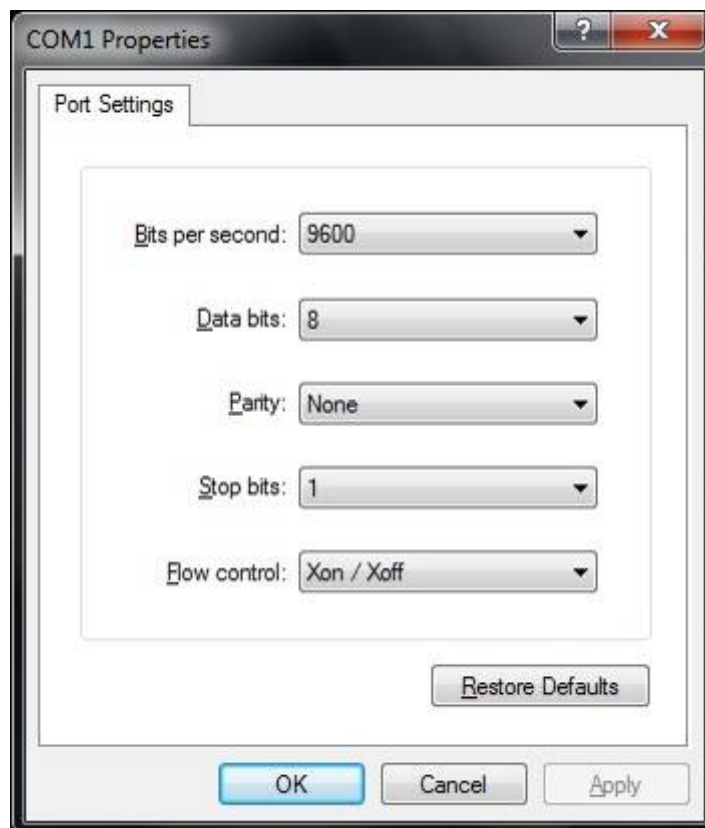 COM1 Properties
?
Port Settings
Bits per second: 9600
Data bits: 8
Parity: None
Stop bits: 1
Flow control: Xon / Xoff
Restore Defaults
OK Cancel Apply